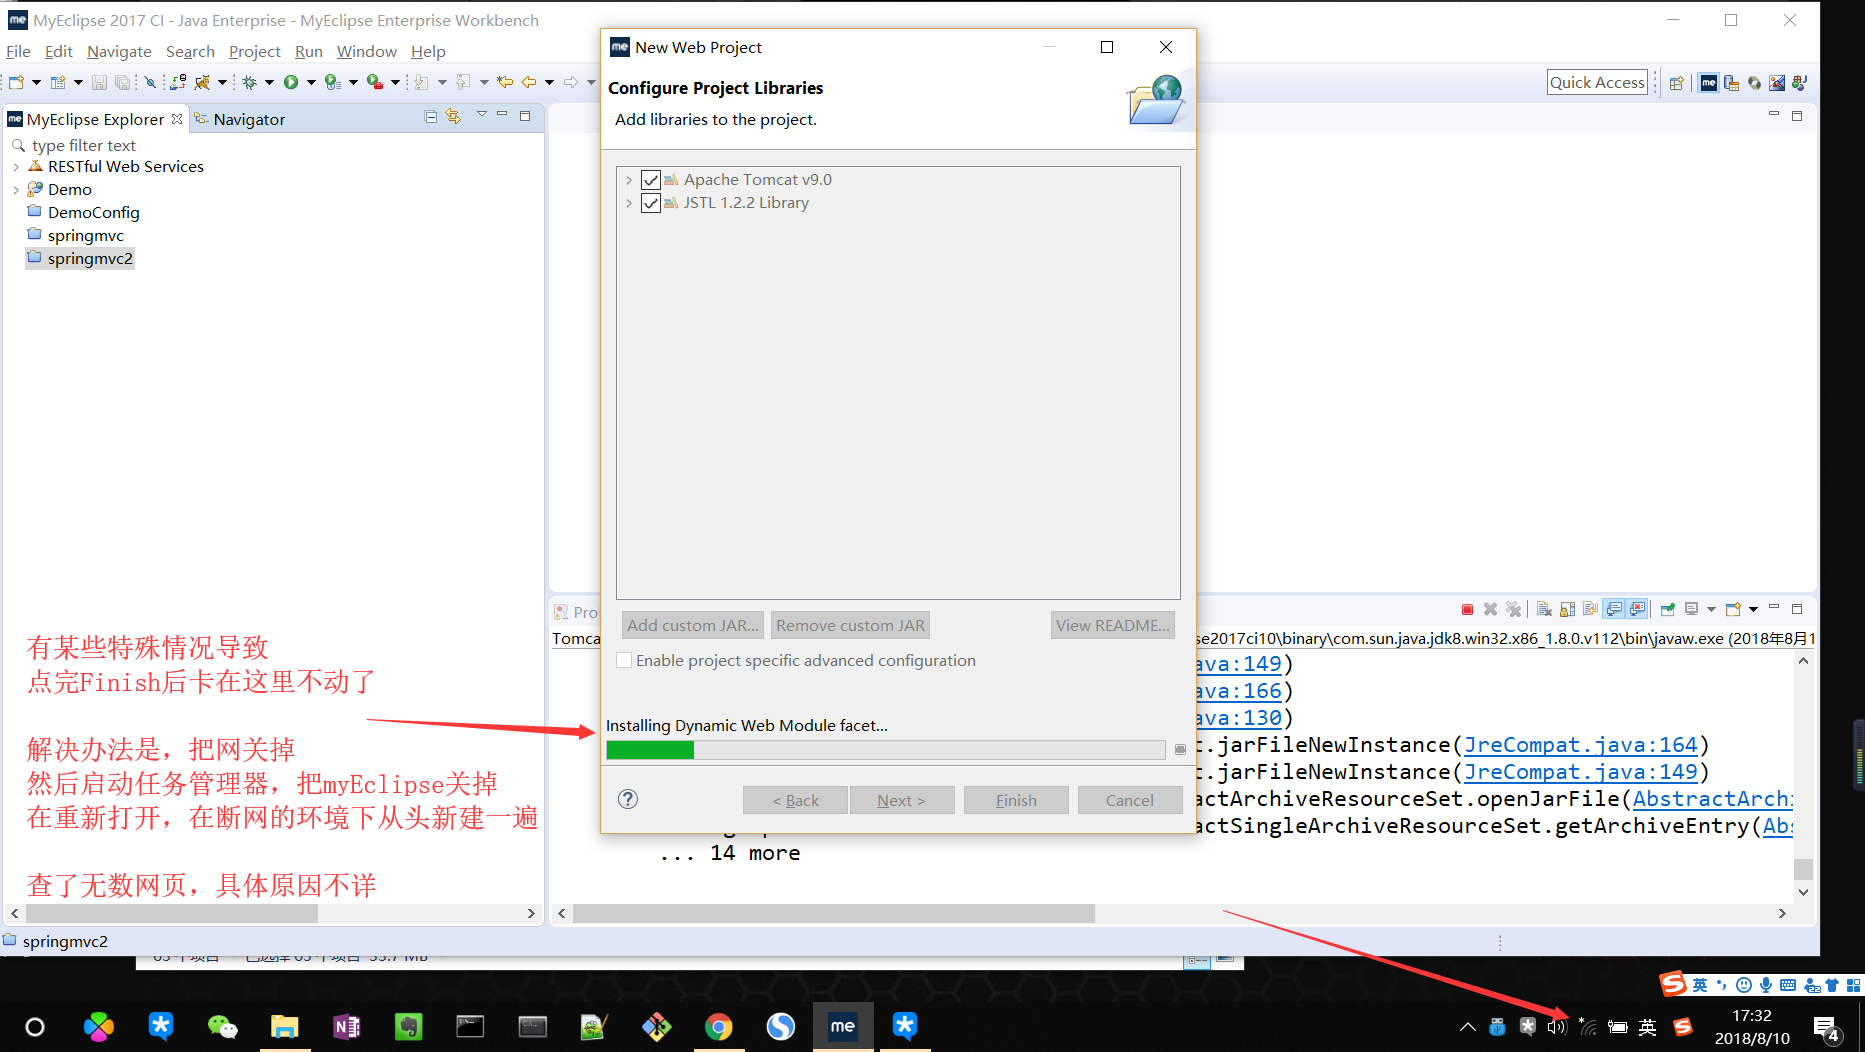 MyEclipse 2017 CI - Java Enterprise - MyEclipse Enterprise Workbench
File Edit Navigate Search Project Run Window Help
Quick Access
MyEclipse Explorer
Navigator
type filter text
RESTful Web Services
Demo
DemoConfig
springmvc
springmvc2
New Web Project
Configure Project Libraries
Add libraries to the project.
Apache Tomcat v9.0
JSTL 1.2.2 Library
Add custom JAR...
Remove custom JAR
View README...
Enable project specific advanced configuration
Installing Dynamic Web Module facet...
< Back
Next >
Finish
Cancel
有某些特殊情况导致
点完Finish后卡在这里不动了
解决办法是，把网关掉
然后启动任务管理器，把myEclipse关掉
在重新打开，在断网的环境下从头新建一遍
查了无数网页，具体原因不详
Pro
Tomca
se2017ci10\binary\com.sun.java.jdk8.win32.x86_1.8.0.v112\bin\javaw.exe (2018年8月1
ava:149)
ava:166)
ava:130)
t.jarFileNewInstance(JreCompat.java:164)
t.jarFileNewInstance(JreCompat.java:149)
actArchiveResourceSet.openJarFile(AbstractArchi
actSingleArchiveResourceSet.getArchiveEntry(Abs
... 14 more
springmvc2
英
me
英
17:32
2018/8/10
4